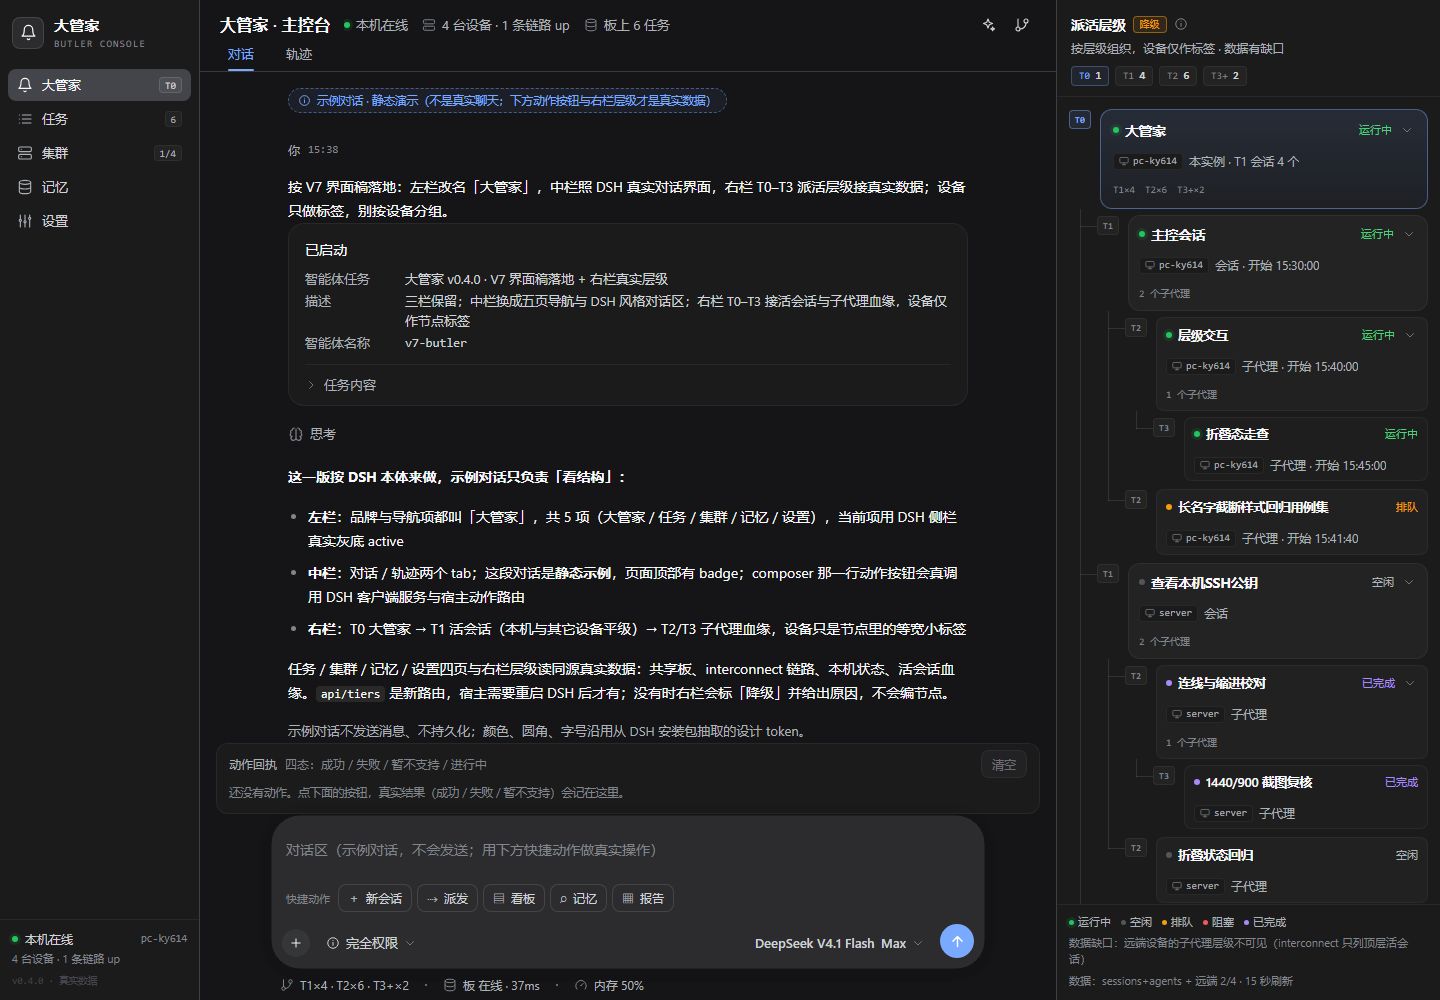 大管家
BUTLER CONSOLE
大管家 T0
任务 6
集群 1/4
记忆
设置
本机在线 pc-ky614
4 台设备 · 1 条链路 up
v0.4.0 · 真实数据
大管家 · 主控台 本机在线 4 台设备 · 1 条链路 up 板上 6 任务
对话 轨迹
示例对话 · 静态演示（不是真实聊天；下方动作按钮与右栏层级才是真实数据）
你 15:38
按 V7 界面稿落地：左栏改名「大管家」，中栏照 DSH 真实对话界面，右栏 T0–T3 派活层级接真实数据；设备
只做标签，别按设备分组。
已启动
智能体任务 大管家 v0.4.0 · V7 界面稿落地 + 右栏真实层级
描述 三栏保留；中栏换成五页导航与 DSH 风格对话区；右栏 T0–T3 接活会话与子代理血缘，设备仅
作节点标签
智能体名称 v7-butler
任务内容
思考
这一版按 DSH 本体来做，示例对话只负责「看结构」：
左栏：品牌与导航项都叫「大管家」，共 5 项（大管家 / 任务 / 集群 / 记忆 / 设置），当前项用 DSH 侧栏
真实灰底 active
中栏：对话 / 轨迹两个 tab；这段对话是静态示例，页面顶部有 badge；composer 那一行动作按钮会真调
用 DSH 客户端服务与宿主动作路由
右栏：T0 大管家 → T1 活会话（本机与其它设备平级）→ T2/T3 子代理血缘，设备只是节点里的等宽小标签
任务 / 集群 / 记忆 / 设置四页与右栏层级读同源真实数据：共享板、interconnect 链路、本机状态、活会话血
缘。api/tiers 是新路由，宿主需要重启 DSH 后才有；没有时右栏会标「降级」并给出原因，不会编节点。
示例对话不发送消息、不持久化；颜色、圆角、字号沿用从 DSH 安装包抽取的设计 token。
动作回执 四态：成功 / 失败 / 暂不支持 / 进行中 清空
还没有动作。点下面的按钮，真实结果（成功 / 失败 / 暂不支持）会记在这里。
对话区（示例对话，不会发送；用下方快捷动作做真实操作）
快捷动作 + 新会话 派发 看板 记忆 报告
完全权限 DeepSeek V4.1 Flash Max
T1×4 · T2×6 · T3+×2 · 板 在线 · 37ms · 内存 50%
派活层级 降级
按层级组织，设备仅作标签 · 数据有缺口
T0 1 T1 4 T2 6 T3+ 2
T0 大管家 运行中
pc-ky614 本实例 · T1 会话 4 个
T1×4 T2×6 T3+×2
T1 主控会话 运行中
pc-ky614 会话 · 开始 15:30:00
2 个子代理
T2 层级交互 运行中
pc-ky614 子代理 · 开始 15:40:00
1 个子代理
T3 折叠态走查 运行中
pc-ky614 子代理 · 开始 15:45:00
T2 长名字截断样式回归用例集 排队
pc-ky614 子代理 · 开始 15:41:40
T1 查看本机SSH公钥 空闲
server 会话
2 个子代理
T2 连线与缩进校对 已完成
server 子代理
1 个子代理
T3 1440/900 截图复核 已完成
server 子代理
T2 折叠状态回归 空闲
server 子代理
运行中 空闲 排队 阻塞 已完成
数据缺口：远端设备的子代理层级不可见（interconnect 只列顶层活会
话）
数据：sessions+agents + 远端 2/4 · 15 秒刷新